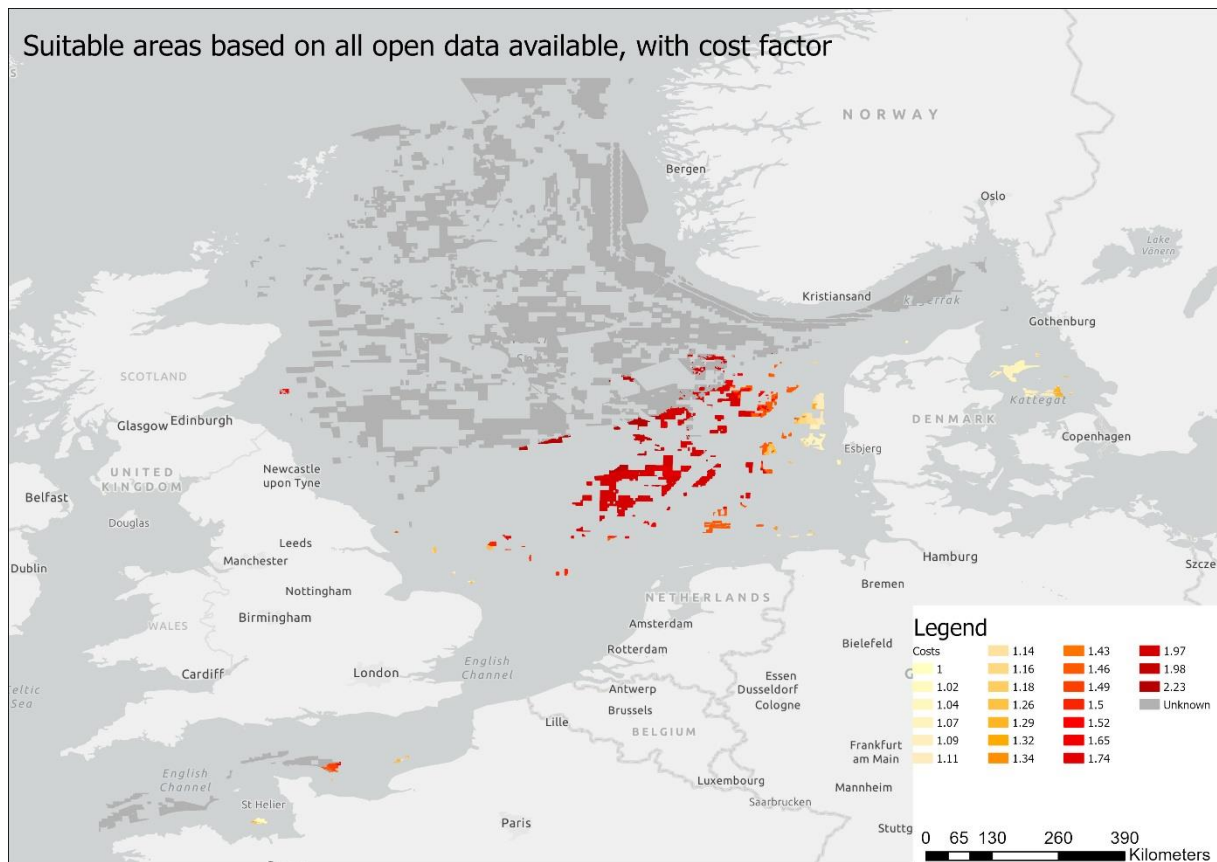 Suitable areas based on all open data available, with cost factor
NORWAY
Bergen
Oslo
Lake
Vänern
Kristiansand
Gothenburg
SCOTLAND
Glasgow
Edinburgh
DENMARK
Kattegat
Copenhagen
Esbjerg
UNITED
KINGDOM
Newcastle
upon Tyne
Belfast
Douglas
Leeds
Manchester
Dublin
Nottingham
Birmingham
WALES
Cardiff
London
English
Channel
Hamburg
Szcze
Bremen
NETHERLANDS
Amsterdam
Rotterdam
Bielefeld
Essen
Dusseldorf
Cologne
Antwerp
Brussels
Lille
BELGIUM
Celtic
Sea
English
Channel
St Helier
Paris
Luxembourg
Saarbrucken
Frankfurt
am Main
Mannheim
Stuttg
G
Legend
Costs
1
1.02
1.04
1.07
1.09
1.11
1.14
1.16
1.18
1.26
1.29
1.32
1.34
1.43
1.46
1.49
1.5
1.52
1.65
1.74
1.97
1.98
2.23
Unknown
0 65 130 260 390
Kilometers